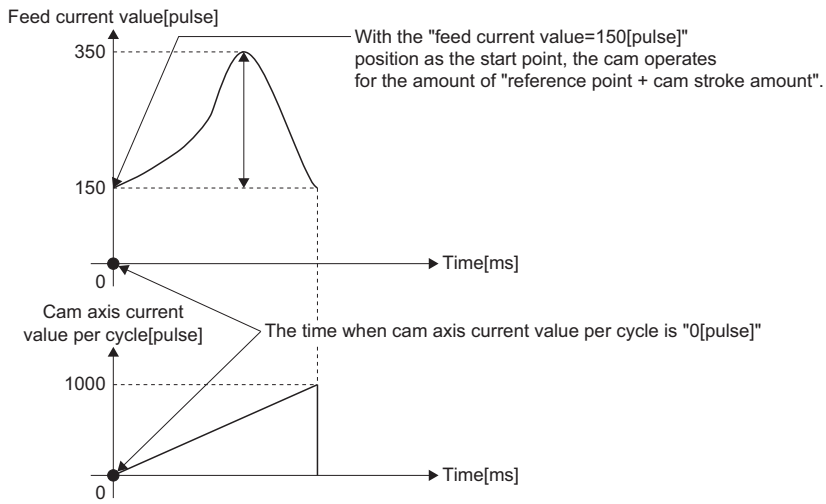 Feed current value[pulse]
350
With the "feed current value=150[pulse]"
position as the start point, the cam operates
for the amount of "reference point + cam stroke amount".
150
Time[ms]
0
Cam axis current
value per cycle[pulse]
The time when cam axis current value per cycle is "0[pulse]"
1000
Time[ms]
0